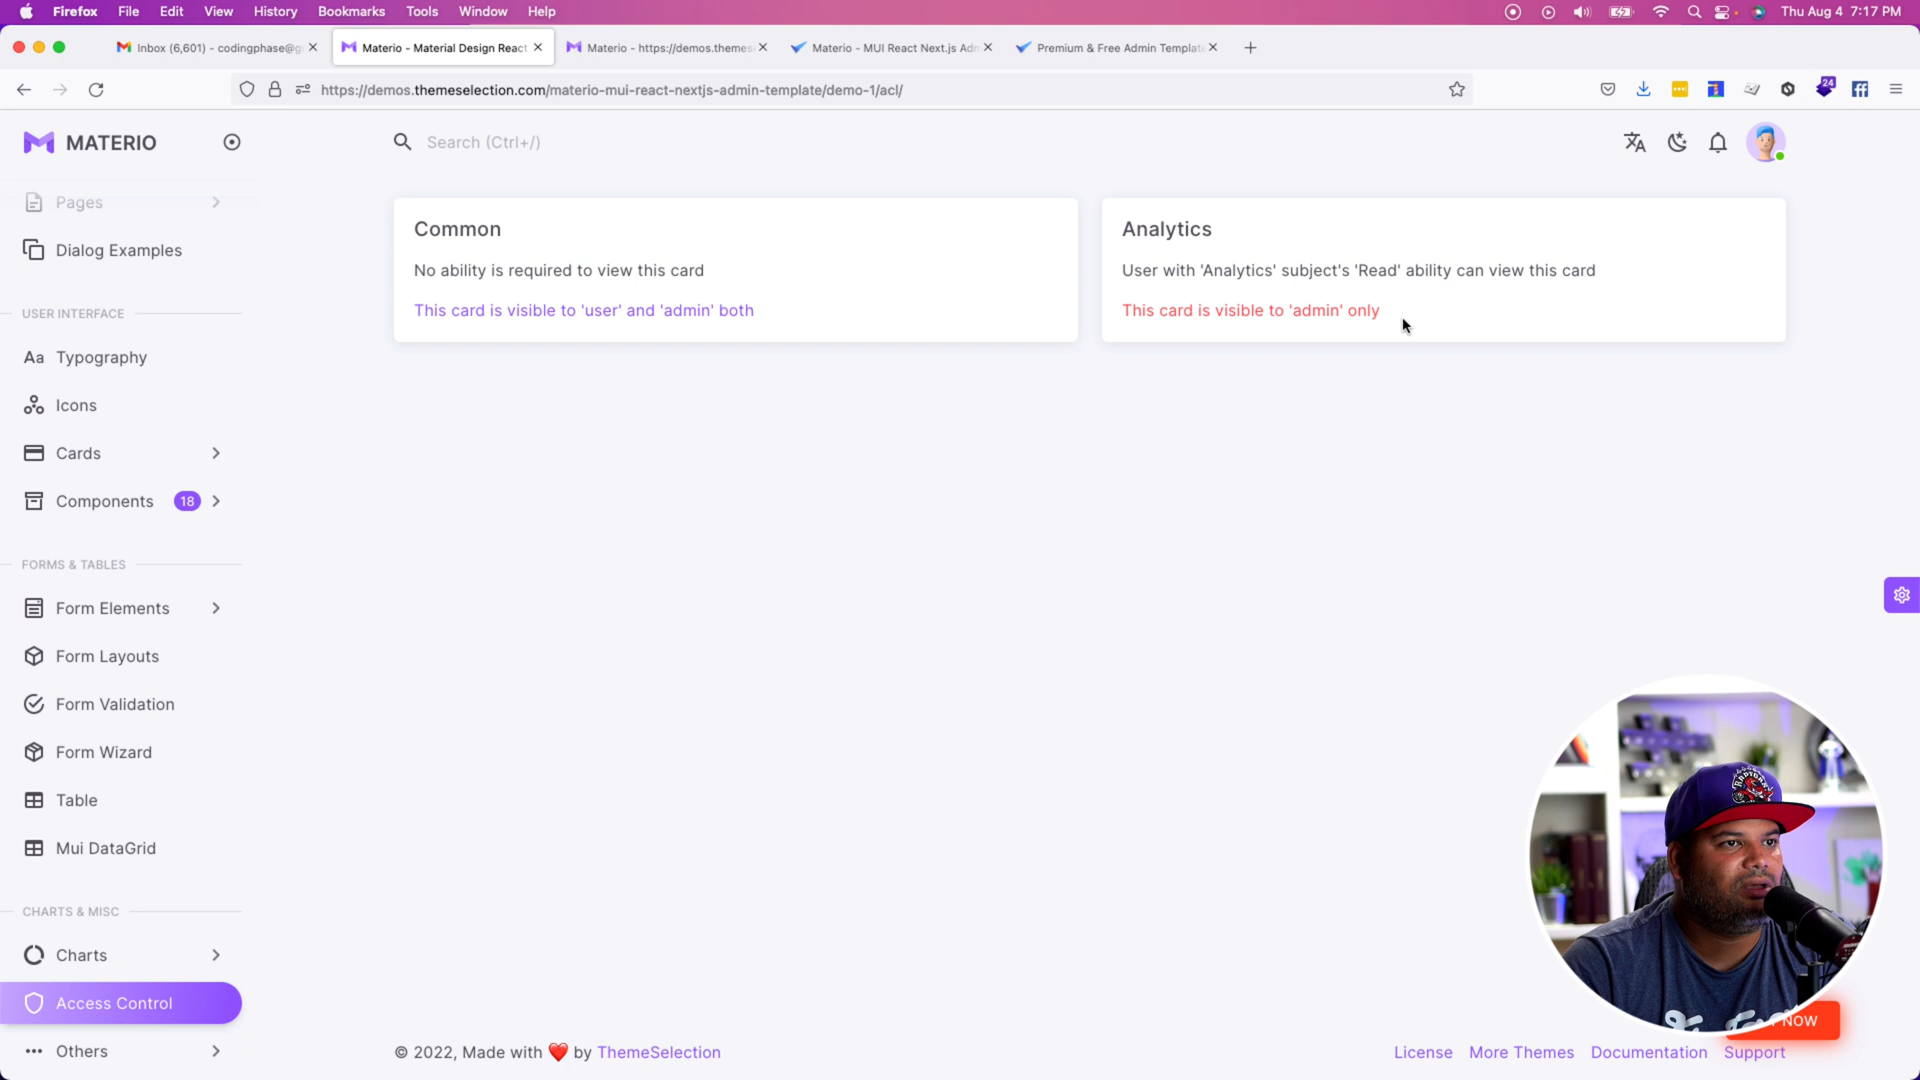 Firefox File Edit View History Bookmarks Tools Window Help
Thu Aug 4 7:17 PM
Inbox (6,601) - codingphase@g
Materio - Material Design React
Materio - https://demos.themes
Materio - MUI React Next.js Adn
Premium & Free Admin Template
https://demos.themeselection.com/materio-mui-react-nextjs-admin-template/demo-1/acl/
24
MATERIO
Search (Ctrl+/)
Pages
Dialog Examples
USER INTERFACE
Aa Typography
Icons
Cards
Components 18
FORMS & TABLES
Form Elements
Form Layouts
Form Validation
Form Wizard
Table
Mui DataGrid
CHARTS & MISC
Charts
Access Control
Others
Common
No ability is required to view this card
This card is visible to 'user' and 'admin' both
Analytics
User with 'Analytics' subject's 'Read' ability can view this card
This card is visible to 'admin' only
RAPTORS
NOW
© 2022, Made with ❤️ by ThemeSelection
License More Themes Documentation Support